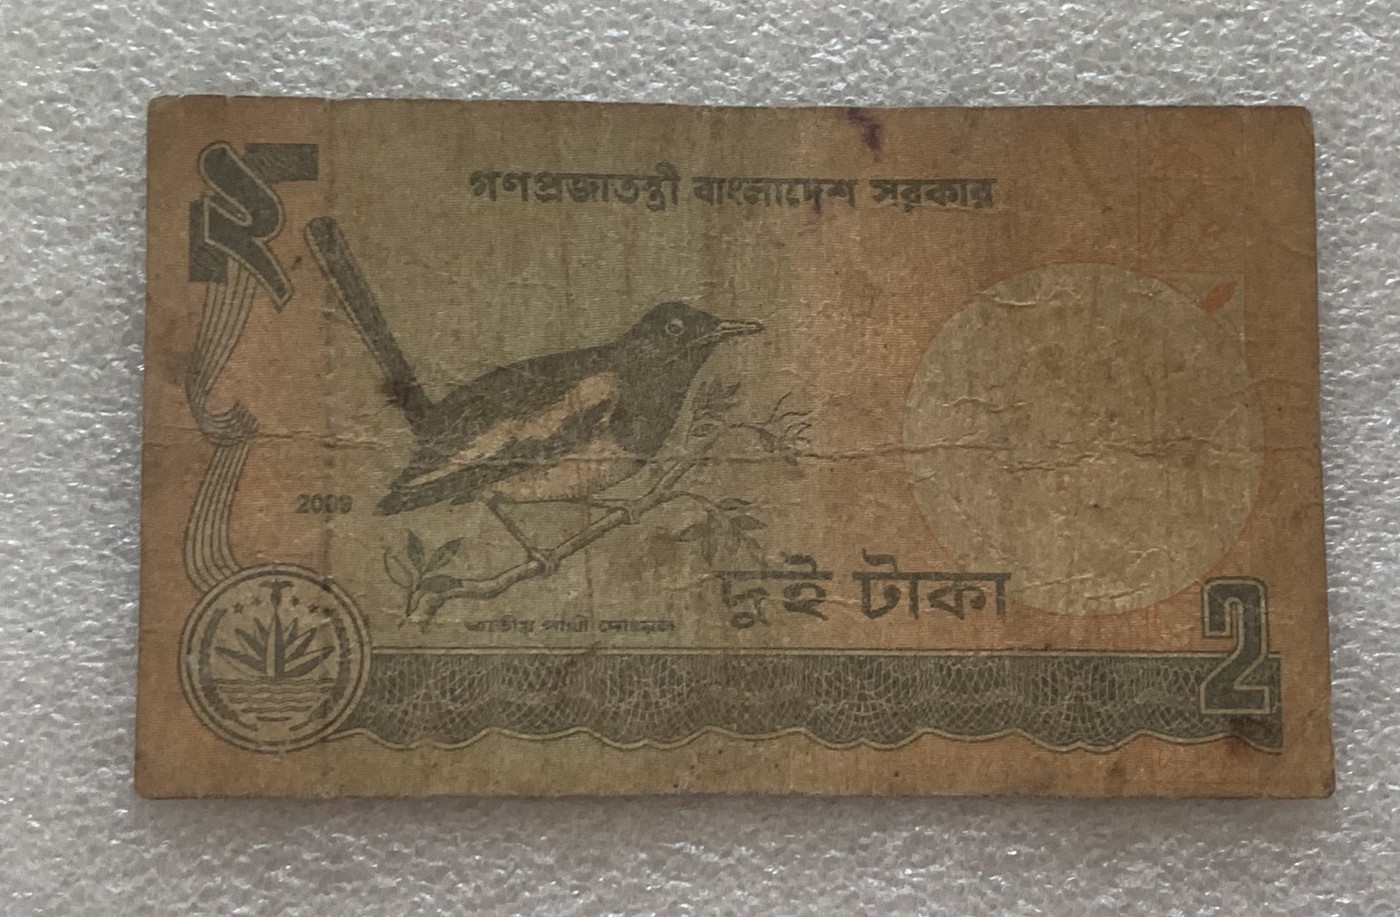 ২
গণপ্রজাতন্ত্রী বাংলাদেশ সরকার
2009
দুই টাকা
জাতীয় পাখী দোয়েল
2